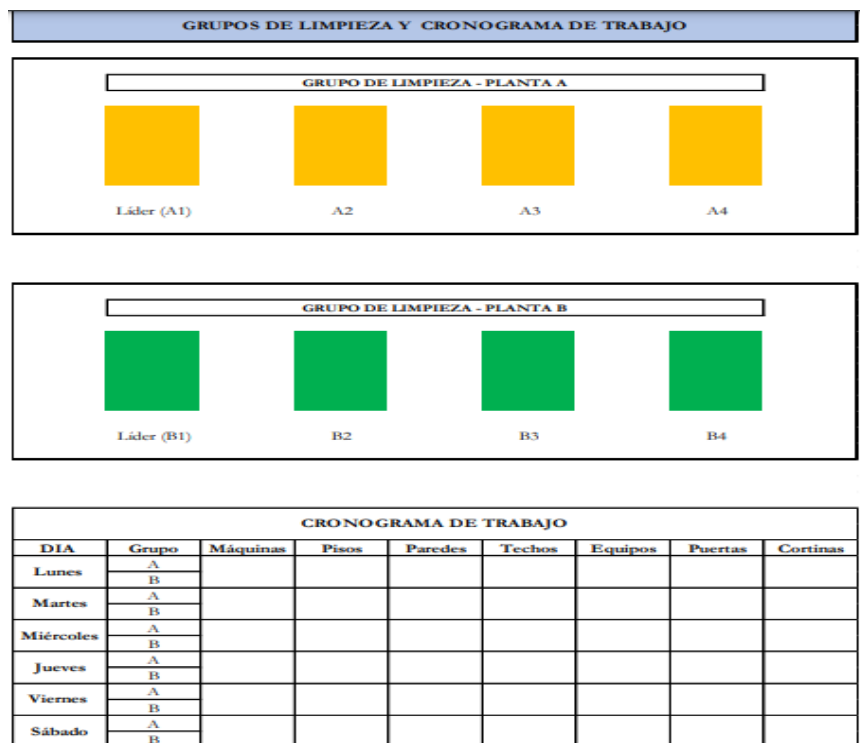 GRUPOS DE LIMPIEZA Y CRONOGRAMA DE TRABAJO
GRUPO DE LIMPIEZA - PLANTA A
Líder (A1) A2 A3 A4
GRUPO DE LIMPIEZA - PLANTA B
Líder (B1) B2 B3 B4
CRONOGRAMA DE TRABAJO
DIA Grupo Máquinas Pisos Paredes Techos Equipos Puertas Cortinas
Lunes A
B
Martes A
B
Miércoles A
B
Jueves A
B
Viernes A
B
Sábado A
B